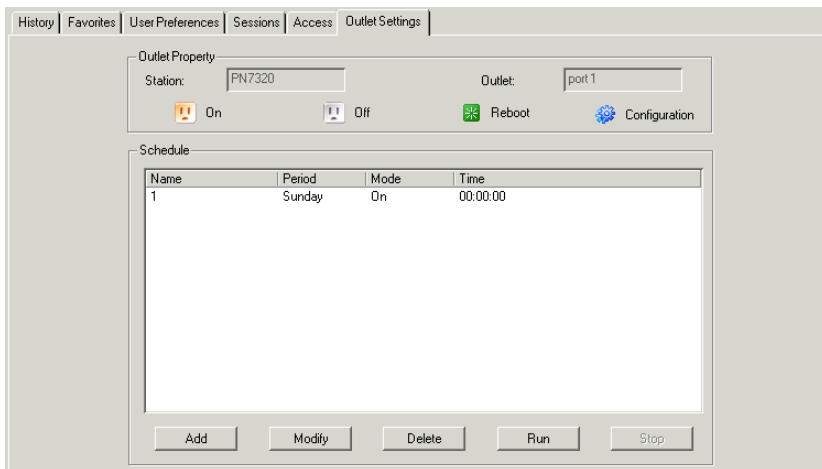 History Favorites User Preferences Sessions Access Outlet Settings
Outlet Property
Station: PN7320 Outlet: port 1
On Off Reboot Configuration
Schedule
Name Period Mode Time
1 Sunday On 00:00:00
Add Modify Delete Run Stop